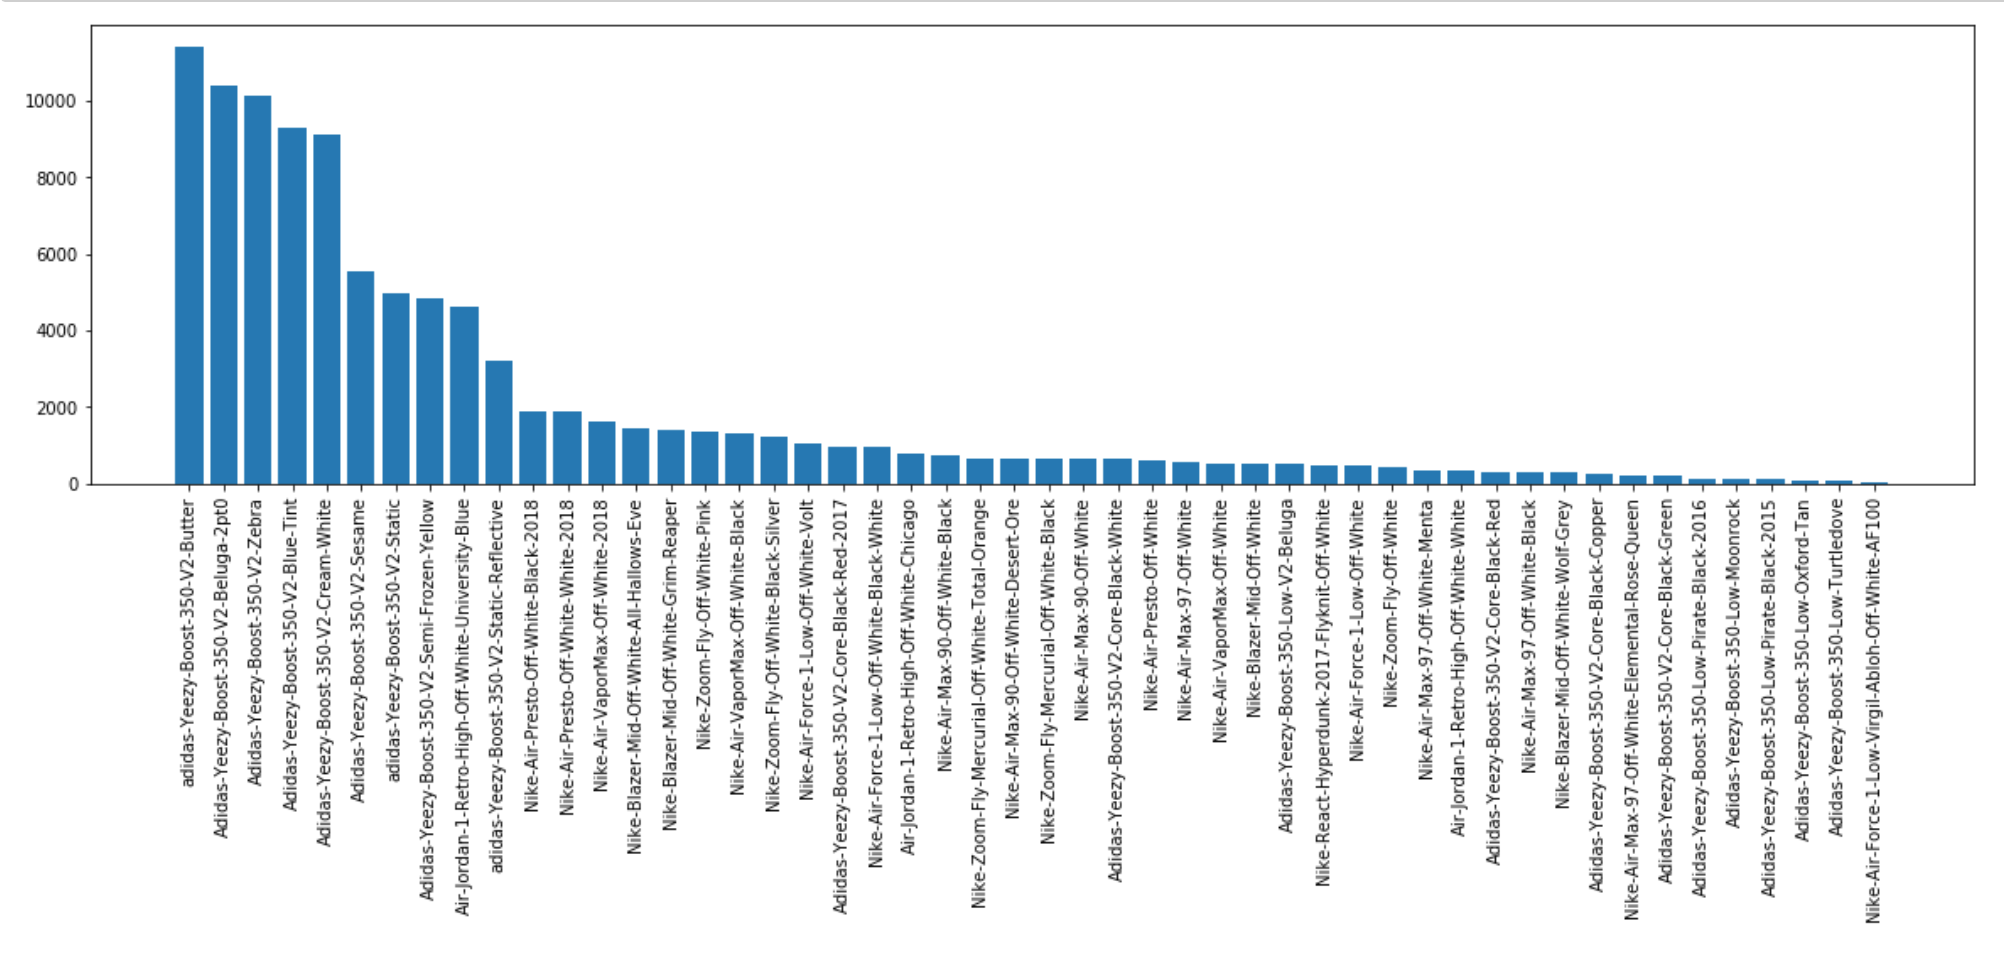 10000
8000
6000
4000
2000
0
adidas-Yeezy-Boost-350-V2-Butter
Adidas-Yeezy-Boost-350-V2-Beluga-2pt0
Adidas-Yeezy-Boost-350-V2-Zebra
Adidas-Yeezy-Boost-350-V2-Blue-Tint
Adidas-Yeezy-Boost-350-V2-Cream-White
Adidas-Yeezy-Boost-350-V2-Sesame
adidas-Yeezy-Boost-350-V2-Static
Adidas-Yeezy-Boost-350-V2-Semi-Frozen-Yellow
Air-Jordan-1-Retro-High-Off-White-University-Blue
adidas-Yeezy-Boost-350-V2-Static-Reflective
Nike-Air-Presto-Off-White-Black-2018
Nike-Air-Presto-Off-White-White-2018
Nike-Air-VaporMax-Off-White-2018
Nike-Blazer-Mid-Off-White-All-Hallows-Eve
Nike-Blazer-Mid-Off-White-Grim-Reaper
Nike-Zoom-Fly-Off-White-Pink
Nike-Air-VaporMax-Off-White-Black
Nike-Zoom-Fly-Off-White-Black-Silver
Nike-Air-Force-1-Low-Off-White-Volt
Adidas-Yeezy-Boost-350-V2-Core-Black-Red-2017
Nike-Air-Force-1-Low-Off-White-Black-White
Air-Jordan-1-Retro-High-Off-White-Chicago
Nike-Air-Max-90-Off-White-Black
Nike-Zoom-Fly-Mercurial-Off-White-Total-Orange
Nike-Air-Max-90-Off-White-Desert-Ore
Nike-Zoom-Fly-Mercurial-Off-White-Black
Nike-Air-Max-90-Off-White
Adidas-Yeezy-Boost-350-V2-Core-Black-White
Nike-Air-Presto-Off-White
Nike-Air-Max-97-Off-White
Nike-Air-VaporMax-Off-White
Nike-Blazer-Mid-Off-White
Adidas-Yeezy-Boost-350-Low-V2-Beluga
Nike-React-Hyperdunk-2017-Flyknit-Off-White
Nike-Air-Force-1-Low-Off-White
Nike-Zoom-Fly-Off-White
Nike-Air-Max-97-Off-White-Menta
Air-Jordan-1-Retro-High-Off-White-White
Adidas-Yeezy-Boost-350-V2-Core-Black-Red
Nike-Air-Max-97-Off-White-Black
Nike-Blazer-Mid-Off-White-Wolf-Grey
Adidas-Yeezy-Boost-350-V2-Core-Black-Copper
Nike-Air-Max-97-Off-White-Elemental-Rose-Queen
Adidas-Yeezy-Boost-350-V2-Core-Black-Green
Adidas-Yeezy-Boost-350-Low-Pirate-Black-2016
Adidas-Yeezy-Boost-350-Low-Moonrock
Adidas-Yeezy-Boost-350-Low-Pirate-Black-2015
Adidas-Yeezy-Boost-350-Low-Oxford-Tan
Adidas-Yeezy-Boost-350-Low-Turtledove
Nike-Air-Force-1-Low-Virgil-Abloh-Off-White-AF100